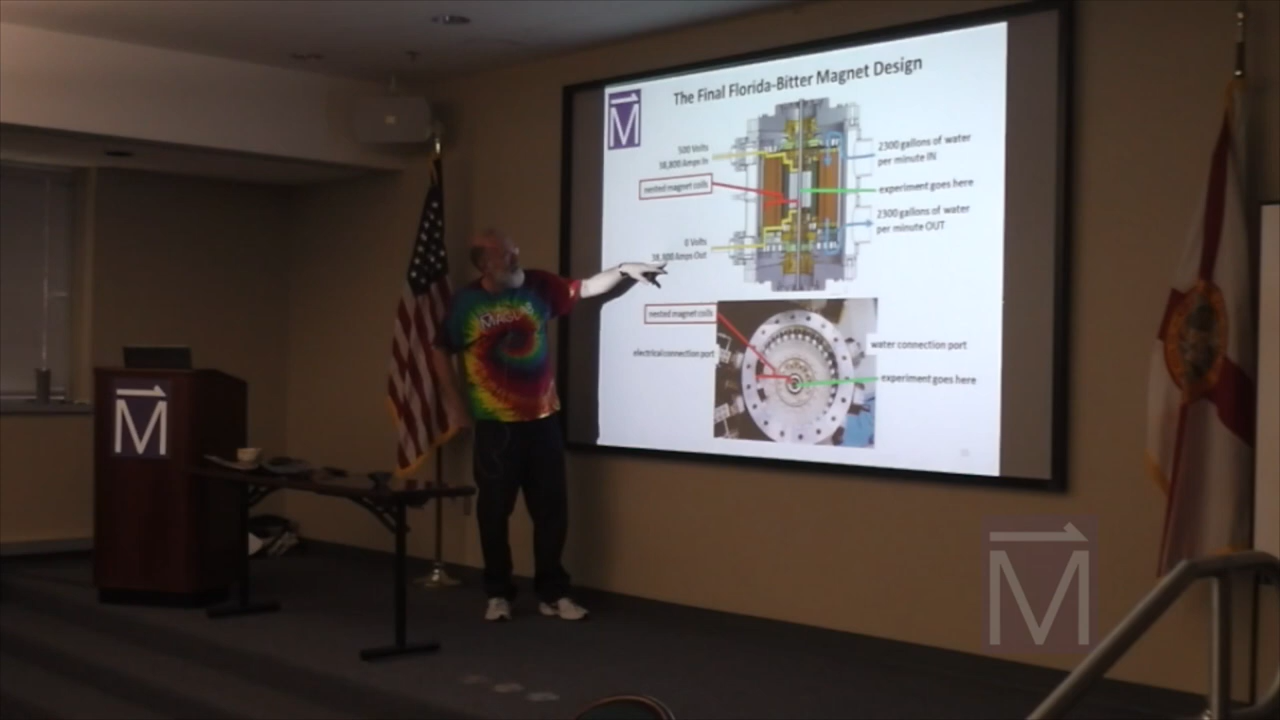 The Final Florida-Bitter Magnet Design
M
500 Volts
38,800 Amps In
nested magnet coils
0 Volts
38,800 Amps Out
2300 gallons of water
per minute IN
experiment goes here
2300 gallons of water
per minute OUT
nested magnet coils
electrical connection port
water connection port
experiment goes here
M
M